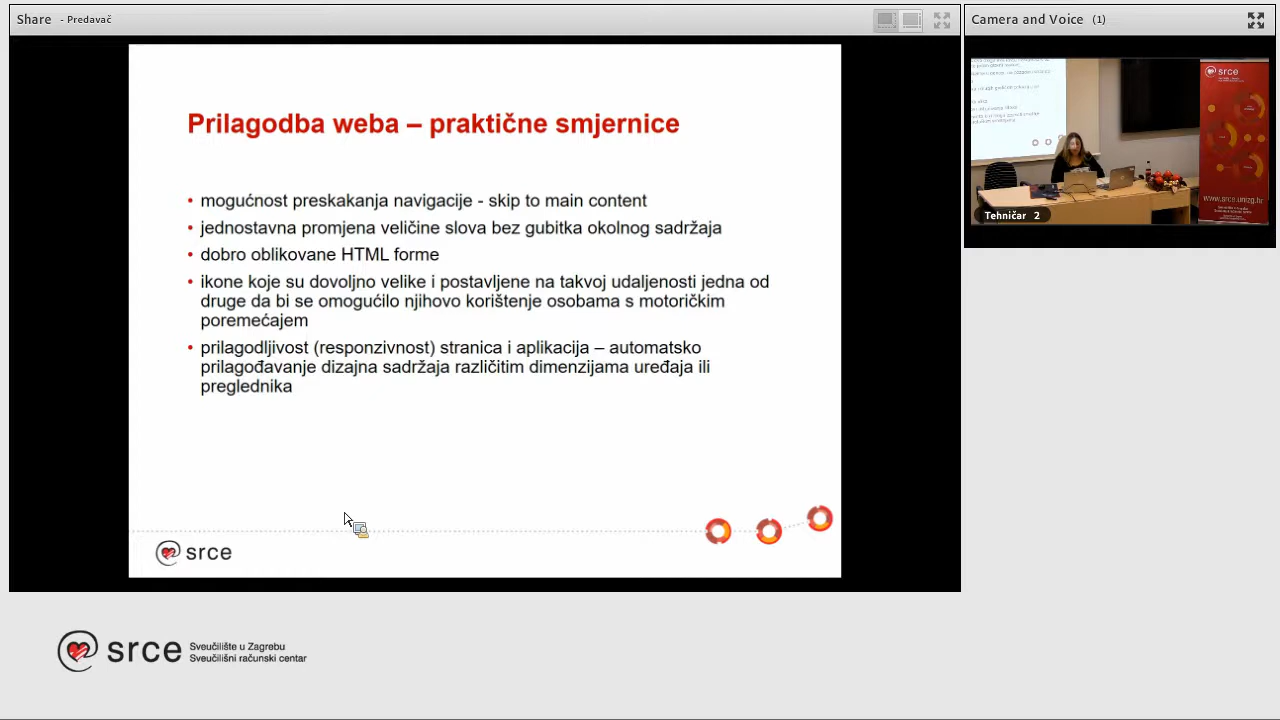 Share - Predavač
Camera and Voice (1)
Prilagodba weba – praktične smjernice
• mogućnost preskakanja navigacije - skip to main content
• jednostavna promjena veličine slova bez gubitka okolnog sadržaja
• dobro oblikovane HTML forme
• ikone koje su dovoljno velike i postavljene na takvoj udaljenosti jedna od
druge da bi se omogućilo njihovo korištenje osobama s motoričkim
poremećajem
• prilagodljivost (responzivnost) stranica i aplikacija – automatsko
prilagođavanje dizajna sadržaja različitim dimenzijama uređaja ili
preglednika
srce
srce
www.srce.unizg.hr
Tehničar 2
srce
Sveučilište u Zagrebu
Sveučilišni računski centar